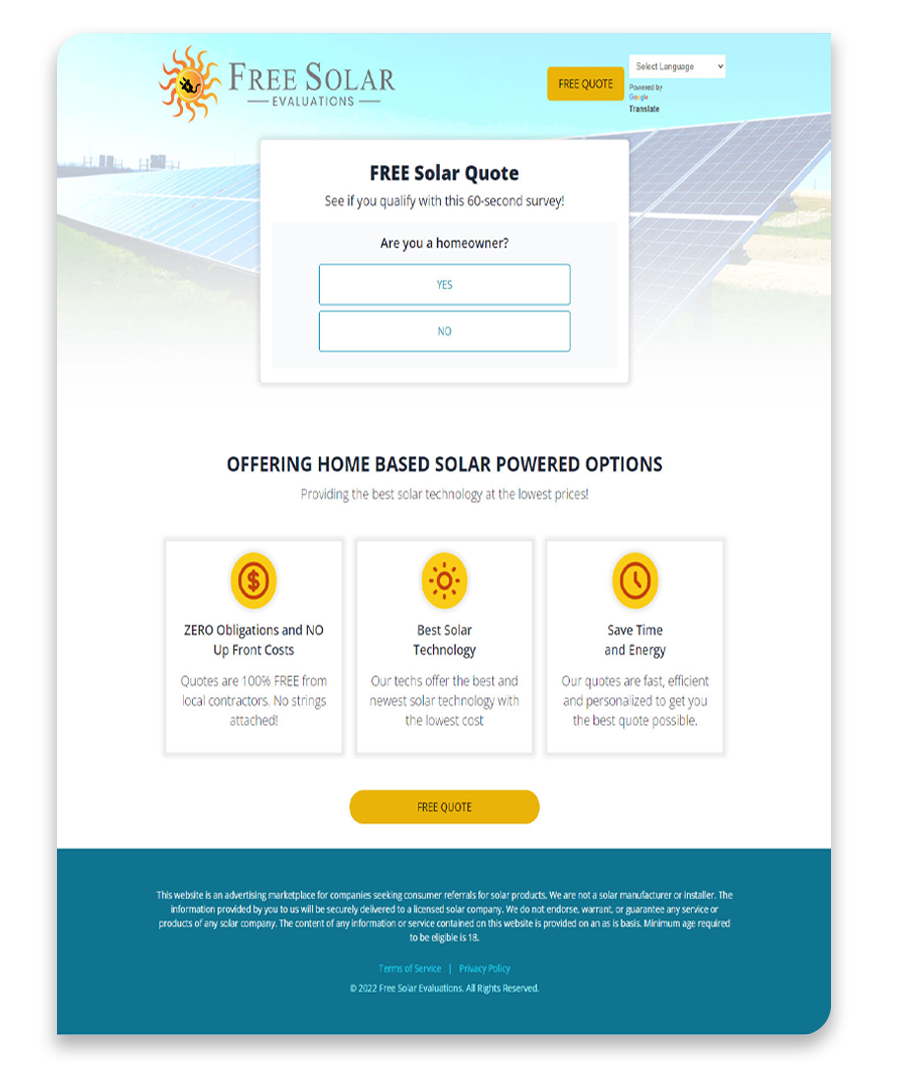 FREE SOLAR
EVALUATIONS
FREE QUOTE
Select Language
Powered by
Google
Translate
FREE Solar Quote
See if you qualify with this 60-second survey!
Are you a homeowner?
YES
NO
OFFERING HOME BASED SOLAR POWERED OPTIONS
Providing the best solar technology at the lowest prices!
ZERO Obligations and NO
Up Front Costs
Quotes are 100% FREE from
local contractors. No strings
attached!
Best Solar
Technology
Our techs offer the best and
newest solar technology with
the lowest cost
Save Time
and Energy
Our quotes are fast, efficient
and personalized to get you
the best quote possible.
FREE QUOTE
This website is an advertising marketplace for companies seeking consumer referrals for solar products. We are not a solar manufacturer or installer. The
information provided by you to us will be securely delivered to a licensed solar company. We do not endorse, warrant, or guarantee any service or
products of any solar company. The content of any information or service contained on this website is provided on an as is basis. Minimum age required
to be eligible is 18.
Terms of Service | Privacy Policy
© 2022 Free Solar Evaluations. All Rights Reserved.